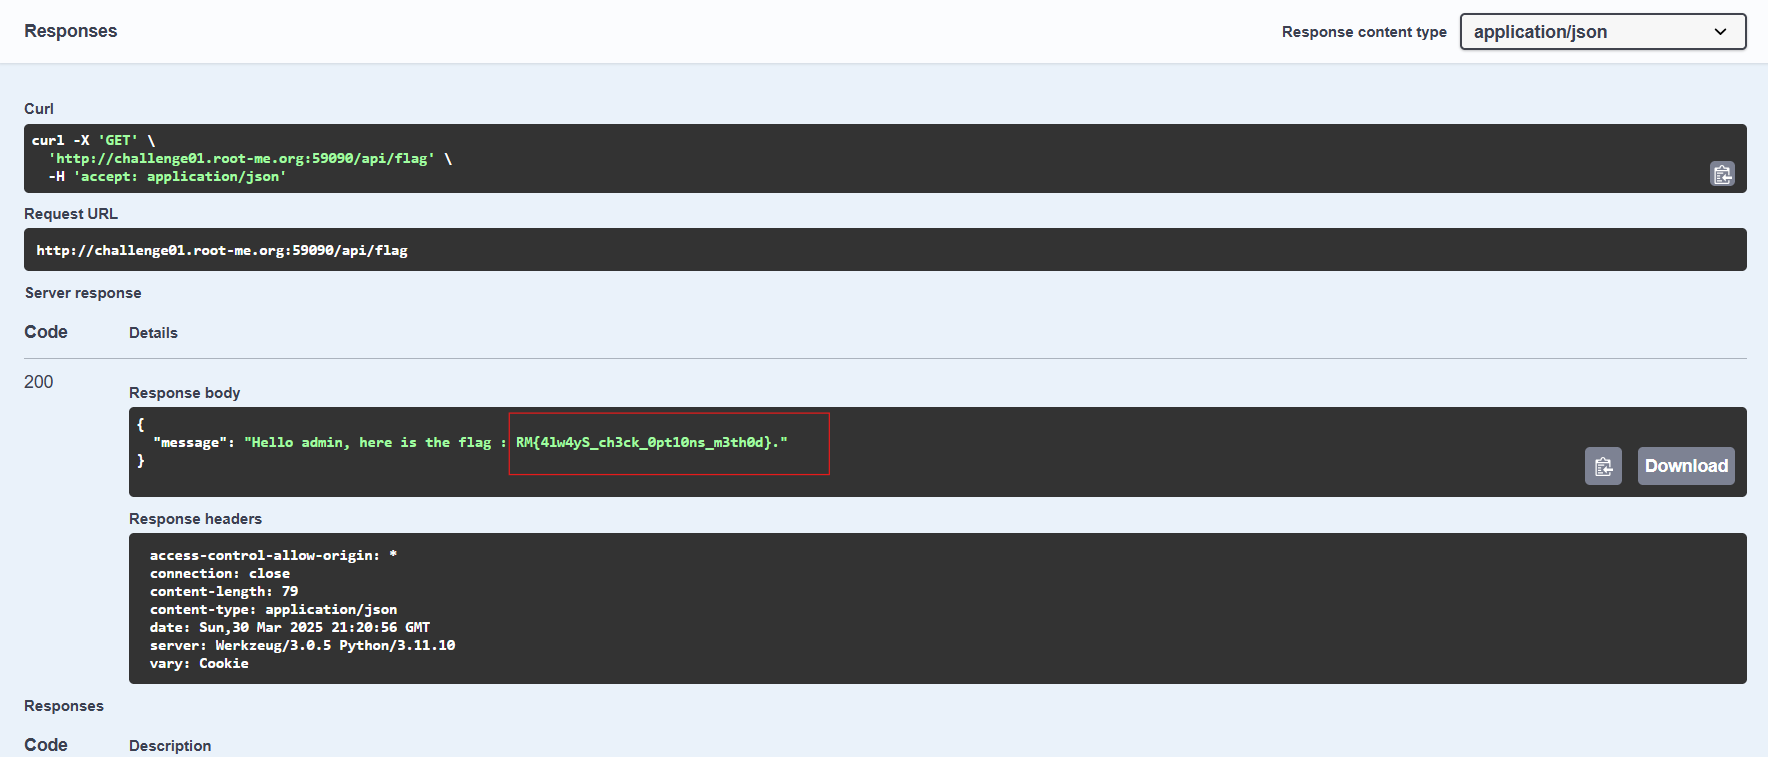 Responses
Response content type
application/json
Curl
curl -X 'GET' \
'http://challenge01.root-me.org:59090/api/flag' \
-H 'accept: application/json'
Request URL
http://challenge01.root-me.org:59090/api/flag
Server response
Code Details
200
Response body
{
"message": "Hello admin, here is the flag : RM{4lw4yS_ch3ck_0pt10ns_m3th0d}."
}
Download
Response headers
access-control-allow-origin: *
connection: close
content-length: 79
content-type: application/json
date: Sun,30 Mar 2025 21:20:56 GMT
server: Werkzeug/3.0.5 Python/3.11.10
vary: Cookie
Responses
Code Description